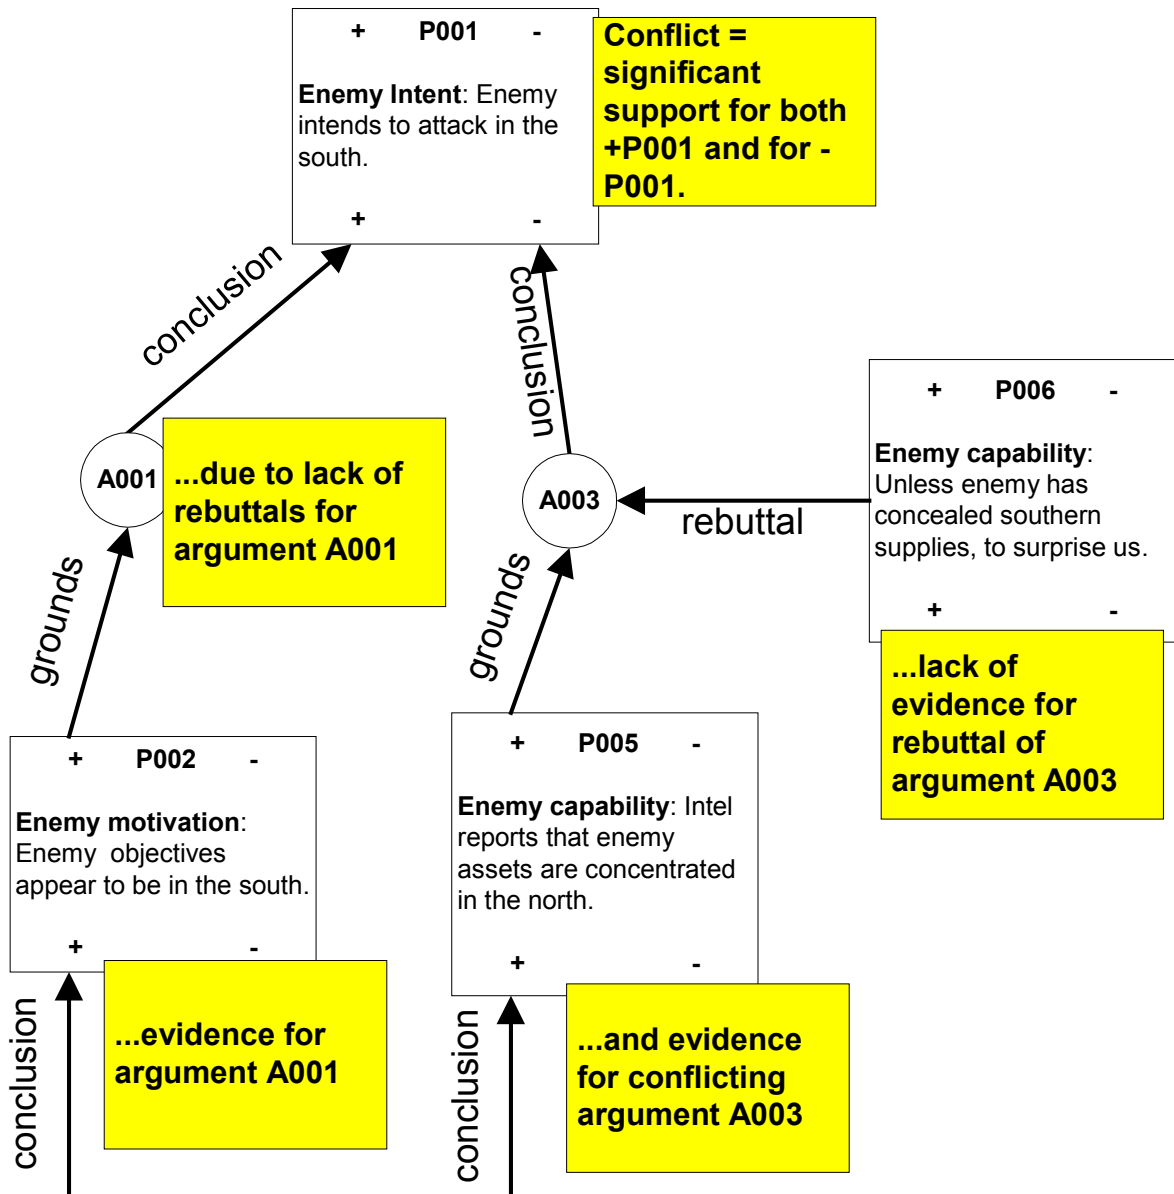 + P001 -
Enemy Intent: Enemy
intends to attack in the
south.
+ -
Conflict =
significant
support for both
+P001 and for -
P001.
conclusion
conclusion
A001
...due to lack of
rebuttals for
argument A001
A003
rebuttal
+ P006 -
Enemy capability:
Unless enemy has
concealed southern
supplies, to surprise us.
+ -
...lack of
evidence for
rebuttal of
argument A003
grounds
grounds
+ P002 -
Enemy motivation:
Enemy objectives
appear to be in the south.
+ -
...evidence for
argument A001
conclusion
+ P005 -
Enemy capability: Intel
reports that enemy
assets are concentrated
in the north.
+ -
...and evidence
for conflicting
argument A003
conclusion